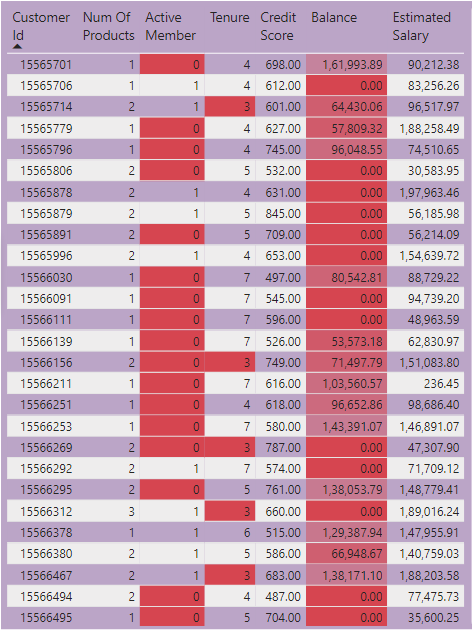 Customer Id Num Of Products Active Member Tenure Credit Score Balance Estimated Salary
15565701 1 0 4 698.00 1,61,993.89 90,212.38
15565706 1 1 4 612.00 0.00 83,256.26
15565714 2 1 3 601.00 64,430.06 96,517.97
15565779 1 0 4 627.00 57,809.32 1,88,258.49
15565796 1 0 4 745.00 96,048.55 74,510.65
15565806 2 0 5 532.00 0.00 30,583.95
15565878 2 1 4 631.00 0.00 1,97,963.46
15565879 2 1 5 845.00 0.00 56,185.98
15565891 2 0 5 709.00 0.00 56,214.09
15565996 2 1 4 653.00 0.00 1,54,639.72
15566030 1 0 7 497.00 80,542.81 88,729.22
15566091 1 0 7 545.00 0.00 94,739.20
15566111 1 0 7 596.00 0.00 48,963.59
15566139 1 0 7 526.00 53,573.18 62,830.97
15566156 2 0 3 749.00 71,497.79 1,51,083.80
15566211 1 0 7 616.00 1,03,560.57 236.45
15566251 1 0 4 618.00 96,652.86 98,686.40
15566253 1 0 7 580.00 1,43,391.07 1,46,891.07
15566269 2 0 3 787.00 0.00 47,307.90
15566292 2 1 7 574.00 0.00 71,709.12
15566295 2 0 5 761.00 1,38,053.79 1,48,779.41
15566312 3 1 3 660.00 0.00 1,89,016.24
15566378 1 1 6 515.00 1,29,387.94 1,47,955.91
15566380 2 1 5 586.00 66,948.67 1,40,759.03
15566467 2 1 3 683.00 1,38,171.10 1,88,203.58
15566494 2 0 4 487.00 0.00 77,475.73
15566495 1 0 5 704.00 0.00 35,600.25